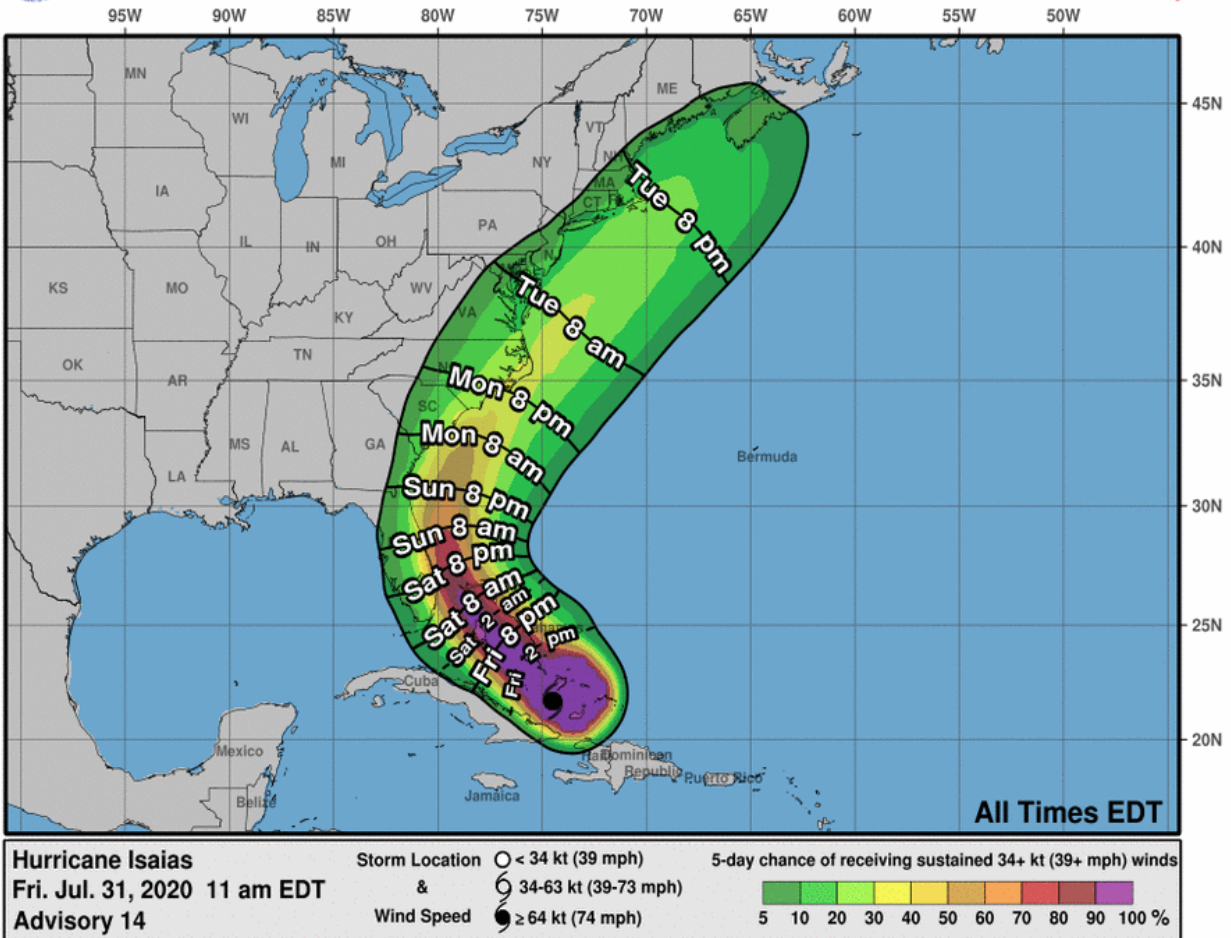 95W 90W 85W 80W 75W 70W 65W 60W 55W 50W
45N
40N
35N
30N
25N
20N
MN
WI
MI
IA
IL
IN
OH
PA
NY
VT
ME
MA
CT
KS
MO
KY
WV
VA
OK
AR
TN
SC
MS
AL
GA
LA
Bermuda
Cuba
Mexico
Belize
Jamaica
Dominican
Republic
Puerto Rico
Tue 8 pm
Tue 8 am
Mon 8 pm
Mon 8 am
Sun 8 pm
Sun 8 am
Sat 8 pm
Sat 8 am
Sat 2 am
Fri 8 pm
Fri 2 pm
All Times EDT
Hurricane Isaias
Fri. Jul. 31, 2020 11 am EDT
Advisory 14
Storm Location
&
Wind Speed
< 34 kt (39 mph)
34-63 kt (39-73 mph)
≥ 64 kt (74 mph)
5-day chance of receiving sustained 34+ kt (39+ mph) winds
5 10 20 30 40 50 60 70 80 90 100 %